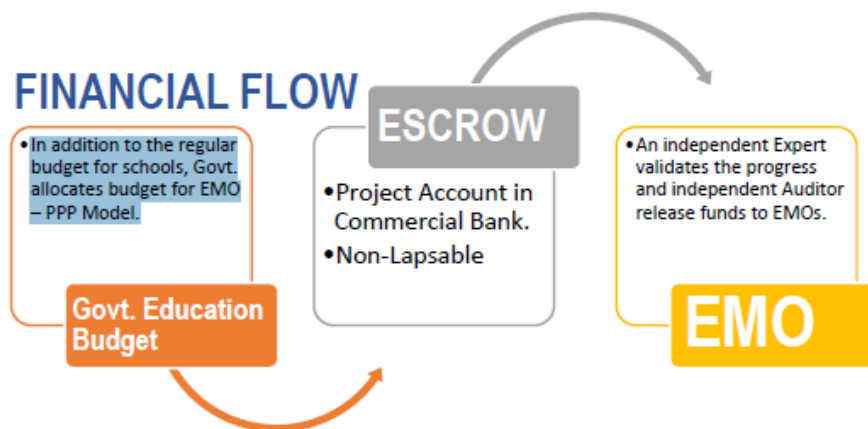 FINANCIAL FLOW
•In addition to the regular
budget for schools, Govt.
allocates budget for EMO
– PPP Model.
Govt. Education
Budget
ESCROW
•Project Account in
Commercial Bank.
•Non-Lapsable
•An independent Expert
validates the progress
and independent Auditor
release funds to EMOs.
EMO